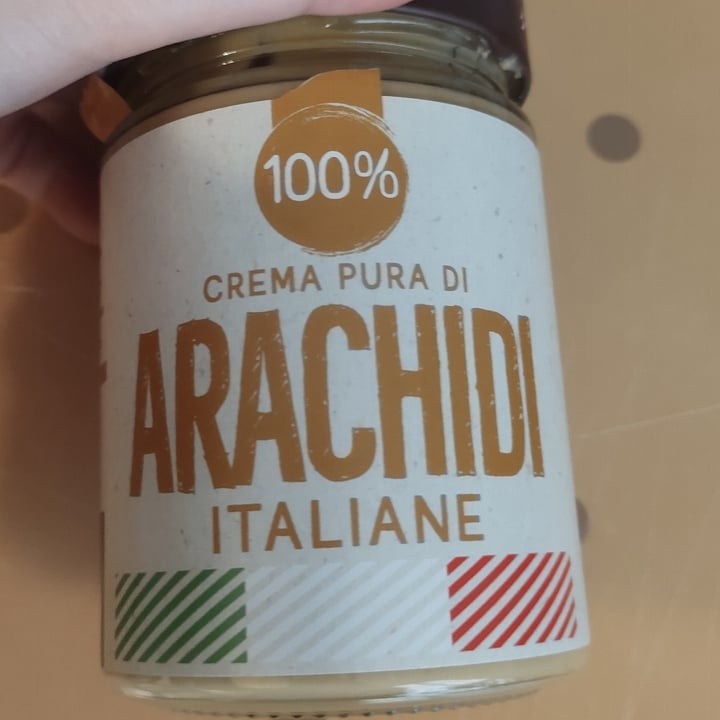 100%
CREMA PURA DI
ARACHIDI
ITALIANE